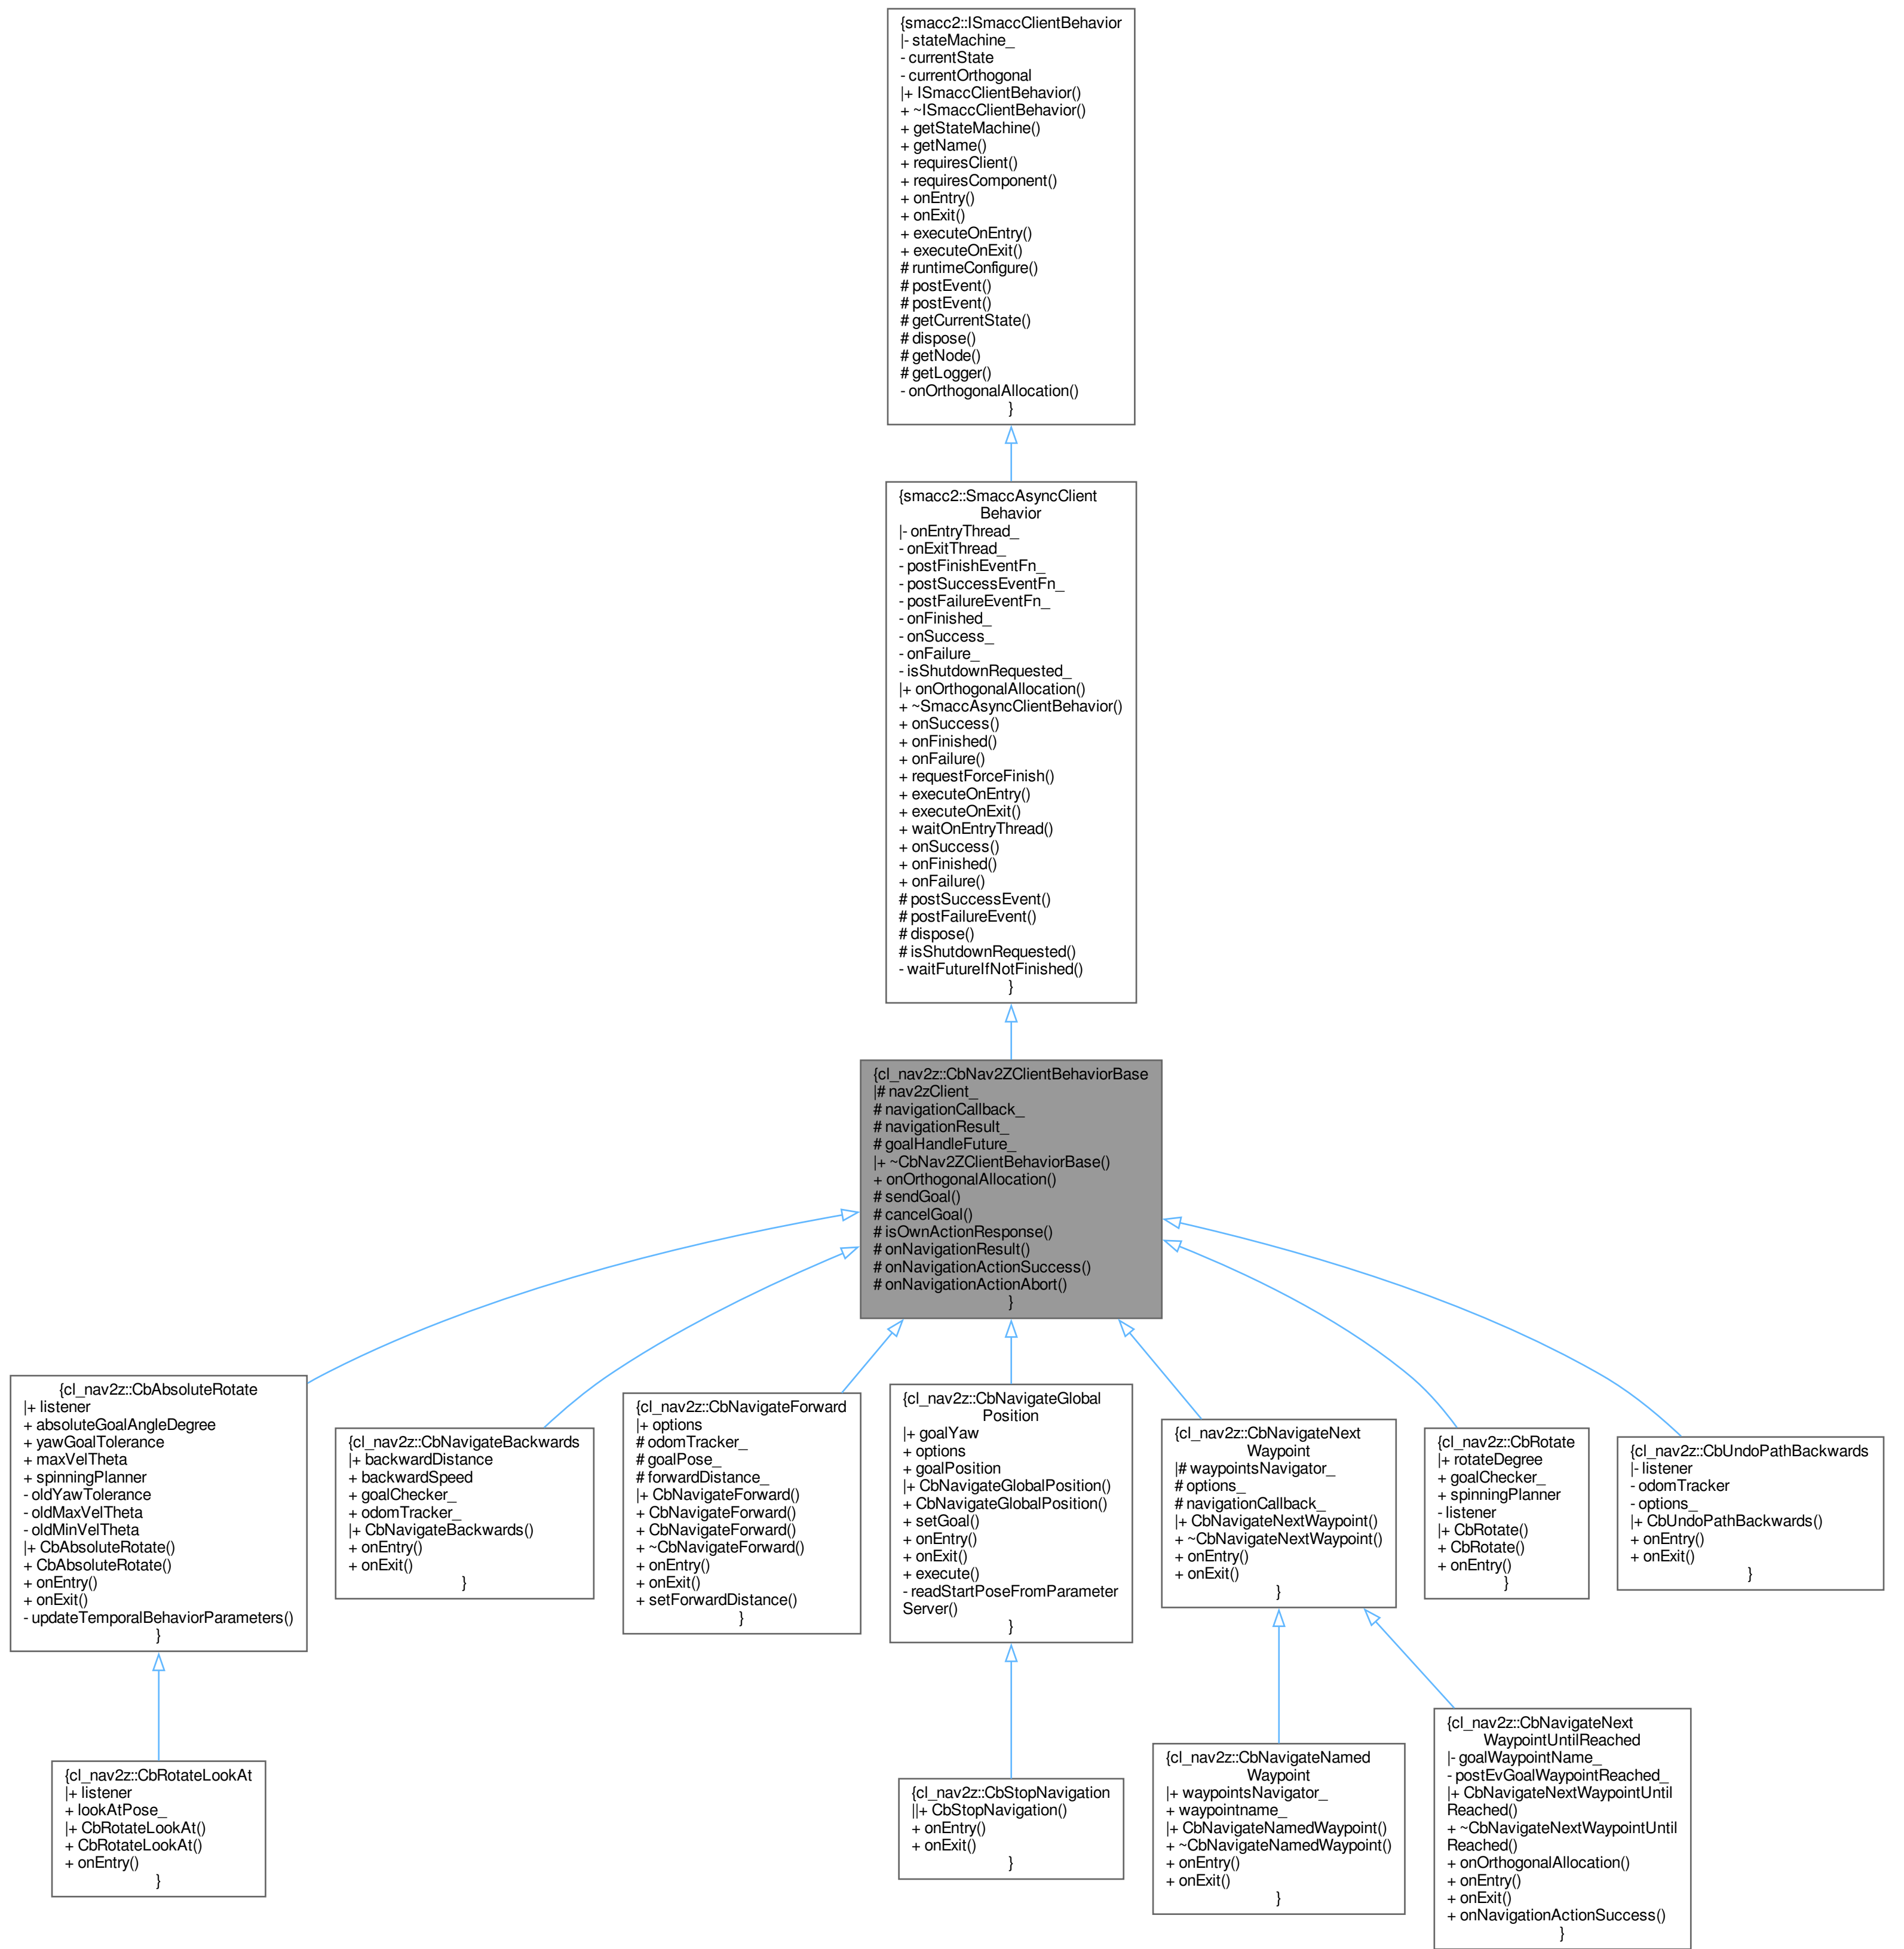 {smacc2::ISmaccClientBehavior
|- stateMachine_
- currentState
- currentOrthogonal
|+ ISmaccClientBehavior()
+ ~ISmaccClientBehavior()
+ getStateMachine()
+ getName()
+ requiresClient()
+ requiresComponent()
+ onEntry()
+ onExit()
+ executeOnEntry()
+ executeOnExit()
# runtimeConfigure()
# postEvent()
# postEvent()
# getCurrentState()
# dispose()
# getNode()
# getLogger()
- onOrthogonalAllocation()
}
{smacc2::SmaccAsyncClient
Behavior
|- onEntryThread_
- onExitThread_
- postFinishEventFn_
- postSuccessEventFn_
- postFailureEventFn_
- onFinished_
- onSuccess_
- onFailure_
- isShutdownRequested_
|+ onOrthogonalAllocation()
+ ~SmaccAsyncClientBehavior()
+ onSuccess()
+ onFinished()
+ onFailure()
+ requestForceFinish()
+ executeOnEntry()
+ executeOnExit()
+ waitOnEntryThread()
+ onSuccess()
+ onFinished()
+ onFailure()
# postSuccessEvent()
# postFailureEvent()
# dispose()
# isShutdownRequested()
- waitFutureIfNotFinished()
}
{cl_nav2z::CbNav2ZClientBehaviorBase
|# nav2zClient_
# navigationCallback_
# navigationResult_
# goalHandleFuture_
|+ ~CbNav2ZClientBehaviorBase()
+ onOrthogonalAllocation()
# sendGoal()
# cancelGoal()
# isOwnActionResponse()
# onNavigationResult()
# onNavigationActionSuccess()
# onNavigationActionAbort()
}
{cl_nav2z::CbAbsoluteRotate
|+ listener
+ absoluteGoalAngleDegree
+ yawGoalTolerance
+ maxVelTheta
+ spinningPlanner
- oldYawTolerance
- oldMaxVelTheta
- oldMinVelTheta
|+ CbAbsoluteRotate()
+ CbAbsoluteRotate()
+ onEntry()
+ onExit()
- updateTemporalBehaviorParameters()
}
{cl_nav2z::CbNavigateBackwards
|+ backwardDistance
+ backwardSpeed
+ goalChecker_
+ odomTracker_
|+ CbNavigateBackwards()
+ onEntry()
+ onExit()
}
{cl_nav2z::CbNavigateForward
|+ options
# odomTracker_
# goalPose_
# forwardDistance_
|+ CbNavigateForward()
+ CbNavigateForward()
+ CbNavigateForward()
+ ~CbNavigateForward()
+ onEntry()
+ onExit()
+ setForwardDistance()
}
{cl_nav2z::CbNavigateGlobal
Position
|+ goalYaw
+ options
+ goalPosition
|+ CbNavigateGlobalPosition()
+ CbNavigateGlobalPosition()
+ setGoal()
+ onEntry()
+ onExit()
+ execute()
- readStartPoseFromParameter
Server()
}
{cl_nav2z::CbNavigateNext
Waypoint
|# waypointsNavigator_
# options_
# navigationCallback_
|+ CbNavigateNextWaypoint()
+ ~CbNavigateNextWaypoint()
+ onEntry()
+ onExit()
}
{cl_nav2z::CbRotate
|+ rotateDegree
+ goalChecker_
+ spinningPlanner
- listener
|+ CbRotate()
+ CbRotate()
+ onEntry()
}
{cl_nav2z::CbUndoPathBackwards
|- listener
- odomTracker
- options_
|+ CbUndoPathBackwards()
+ onEntry()
+ onExit()
}
{cl_nav2z::CbRotateLookAt
|+ listener
+ lookAtPose_
|+ CbRotateLookAt()
+ CbRotateLookAt()
+ onEntry()
}
{cl_nav2z::CbStopNavigation
||+ CbStopNavigation()
+ onEntry()
+ onExit()
}
{cl_nav2z::CbNavigateNamed
Waypoint
|+ waypointsNavigator_
+ waypointname_
|+ CbNavigateNamedWaypoint()
+ ~CbNavigateNamedWaypoint()
+ onEntry()
+ onExit()
}
{cl_nav2z::CbNavigateNext
WaypointUntilReached
|- goalWaypointName_
- postEvGoalWaypointReached_
|+ CbNavigateNextWaypointUntil
Reached()
+ ~CbNavigateNextWaypointUntil
Reached()
+ onOrthogonalAllocation()
+ onEntry()
+ onExit()
+ onNavigationActionSuccess()
}